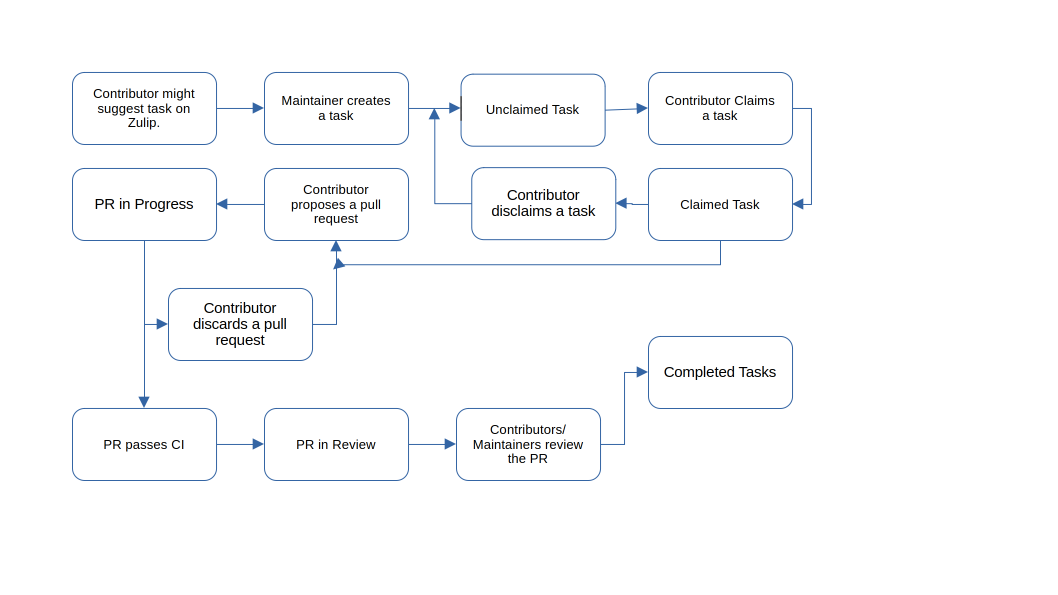 Contributor might
suggest task on
Zulip.
Maintainer creates
a task
Unclaimed Task
Contributor Claims
a task
PR in Progress
Contributor
proposes a pull
request
Contributor
disclaims a task
Claimed Task
Contributor
discards a pull
request
Completed Tasks
PR passes CI
PR in Review
Contributors/
Maintainers review
the PR